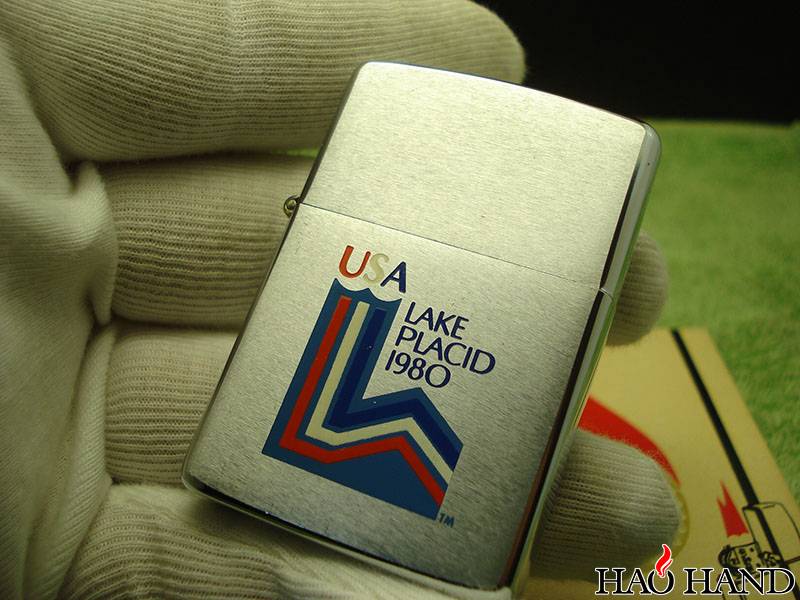 USA
LAKE
PLACID
1980
TM
HAO HAND